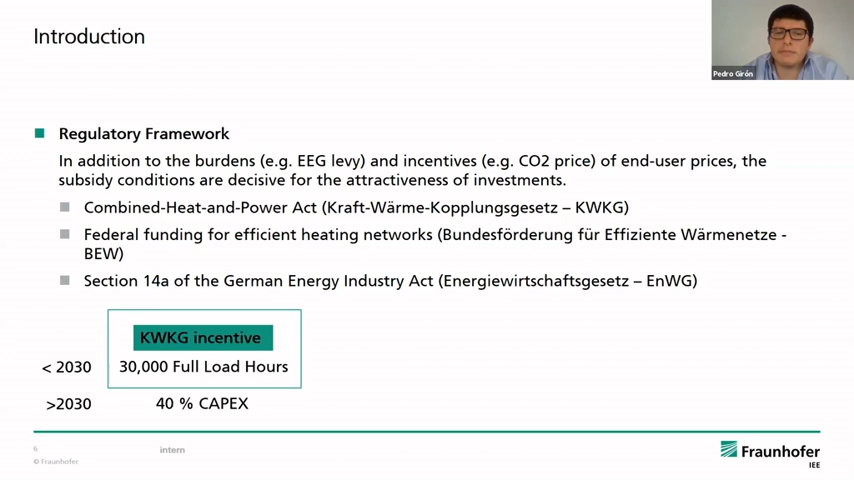 Introduction
Pedro Girón
Regulatory Framework
In addition to the burdens (e.g. EEG levy) and incentives (e.g. CO2 price) of end-user prices, the
subsidy conditions are decisive for the attractiveness of investments.
Combined-Heat-and-Power Act (Kraft-Wärme-Kopplungsgesetz – KWKG)
Federal funding for efficient heating networks (Bundesförderung für Effiziente Wärmenetze -
BEW)
Section 14a of the German Energy Industry Act (Energiewirtschaftsgesetz – EnWG)
KWKG incentive
< 2030 30,000 Full Load Hours
>2030 40 % CAPEX
6 intern
© Fraunhofer
Fraunhofer
IEE